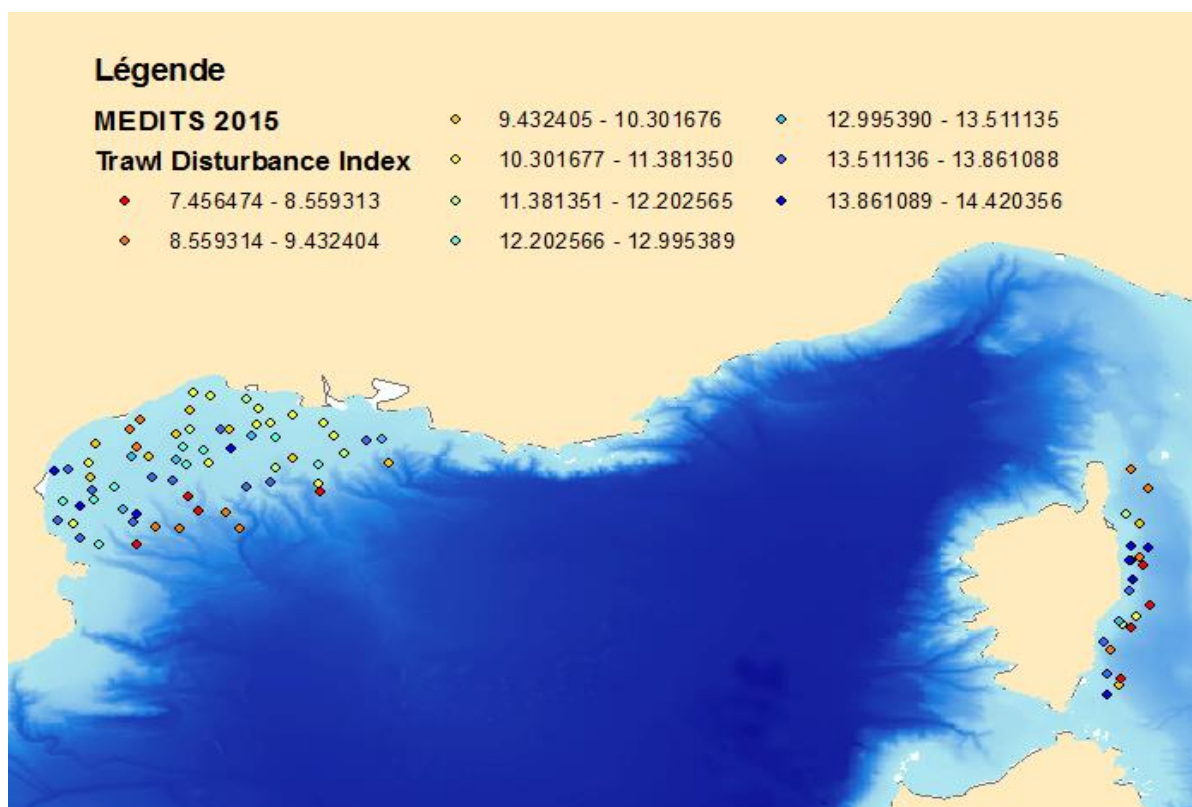 Légende
MEDITS 2015
Trawl Disturbance Index
7.456474 - 8.559313
8.559314 - 9.432404
9.432405 - 10.301676
10.301677 - 11.381350
11.381351 - 12.202565
12.202566 - 12.995389
12.995390 - 13.511135
13.511136 - 13.861088
13.861089 - 14.420356